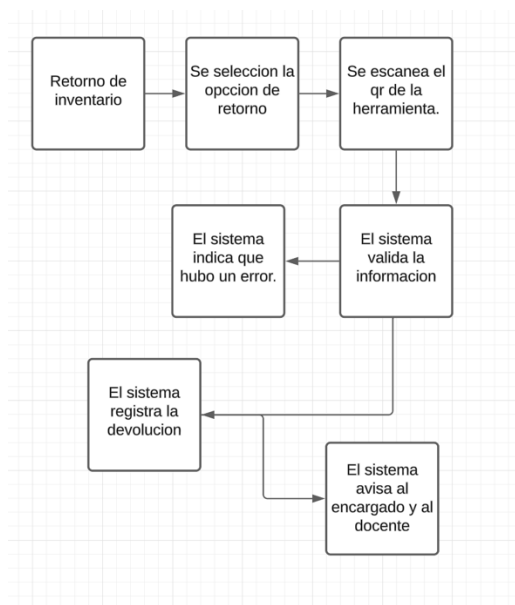 Retorno de
inventario
Se seleccion la
opccion de
retorno
Se escanea el
qr de la
herramienta.
El sistema
indica que
hubo un error.
El sistema
valida la
informacion
El sistema
registra la
devolucion
El sistema
avisa al
encargado y al
docente